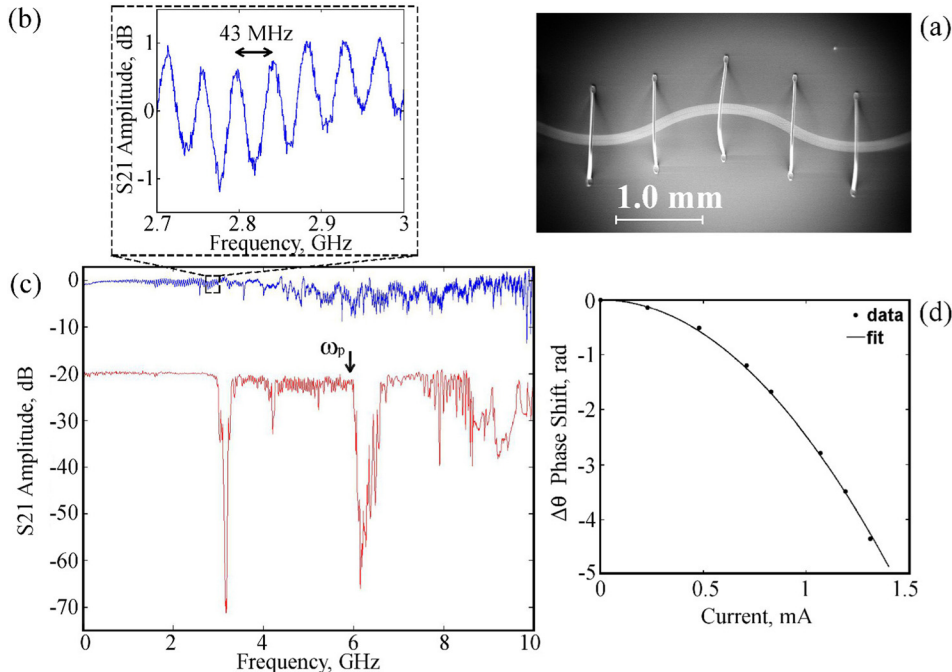 (b)
S21 Amplitude, dB
1
0
-1
43 MHz
2.7
2.8
2.9
3
Frequency, GHz
(a)
1.0 mm
(c)
S21 Amplitude, dB
0
-10
-20
-30
-40
-50
-60
-70
ωp
0
2
4
6
8
10
Frequency, GHz
(d)
data
fit
Δθ Phase Shift, rad
0
-1
-2
-3
-4
-5
0
0.5
1
1.5
Current, mA